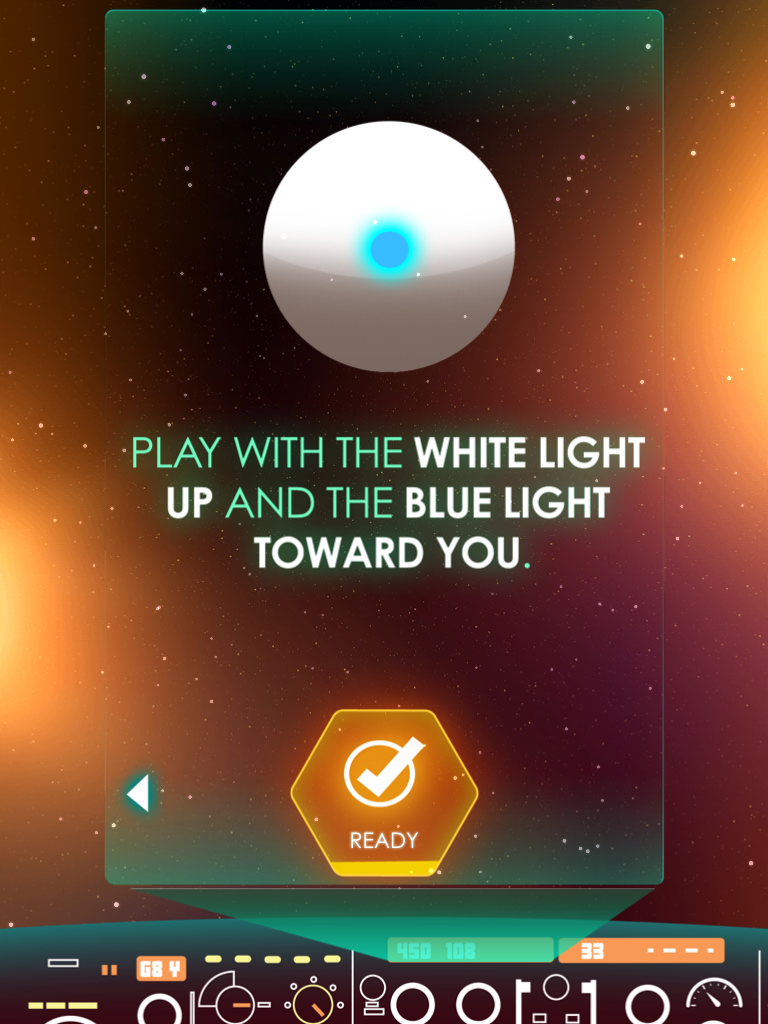 PLAY WITH THE WHITE LIGHT
UP AND THE BLUE LIGHT
TOWARD YOU.
READY
450 108
33
G8 Y